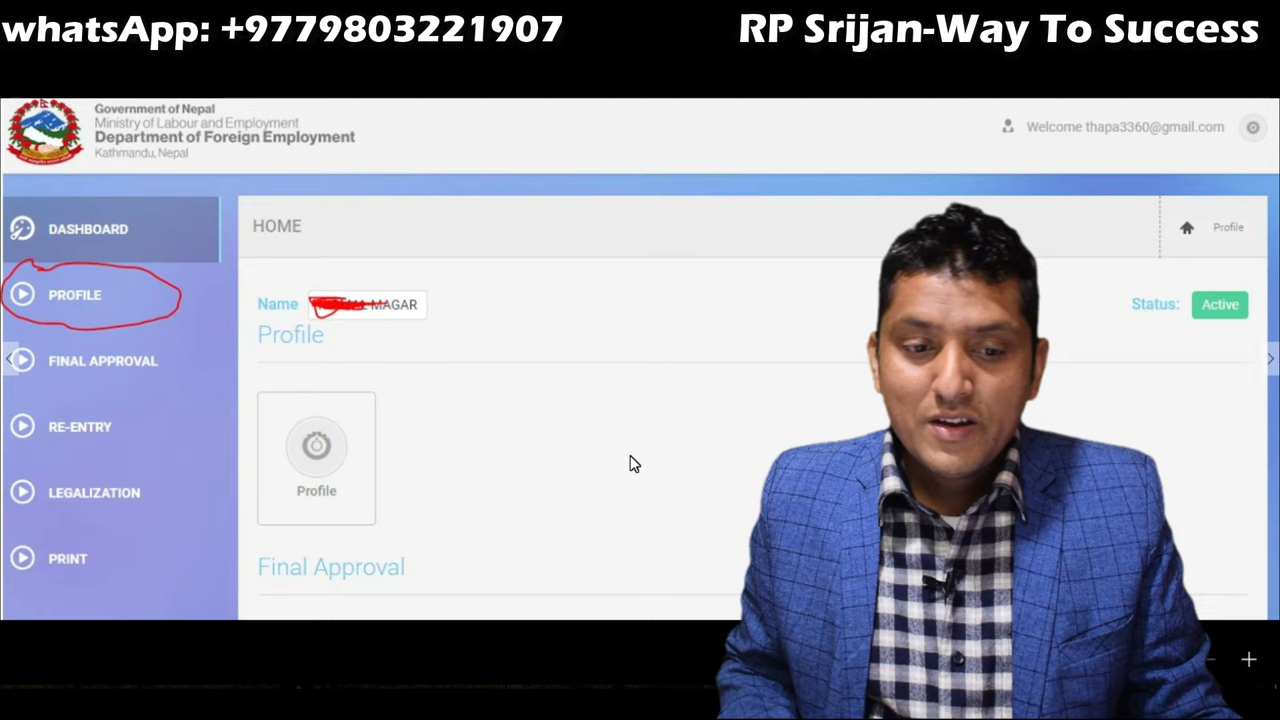 whatsApp: +9779803221907
RP Srijan-Way To Success
Government of Nepal
Ministry of Labour and Employment
Department of Foreign Employment
Kathmandu, Nepal
Welcome thapa3360@gmail.com
DASHBOARD
PROFILE
FINAL APPROVAL
RE-ENTRY
LEGALIZATION
PRINT
HOME
Profile
Name
MAGAR
Status:
Active
Profile
Profile
Final Approval